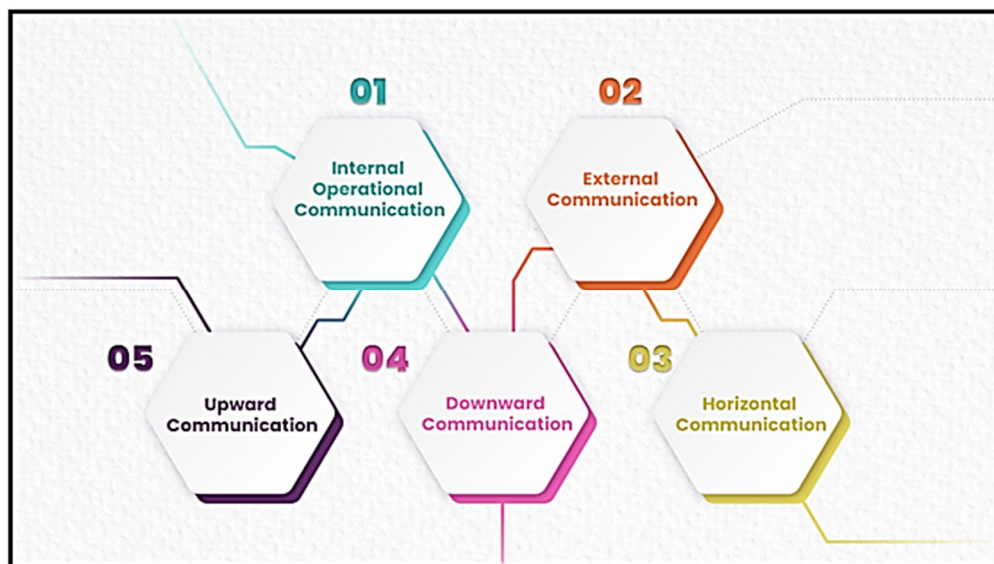 01
Internal
Operational
Communication
02
External
Communication
05
Upward
Communication
04
Downward
Communication
03
Horizontal
Communication